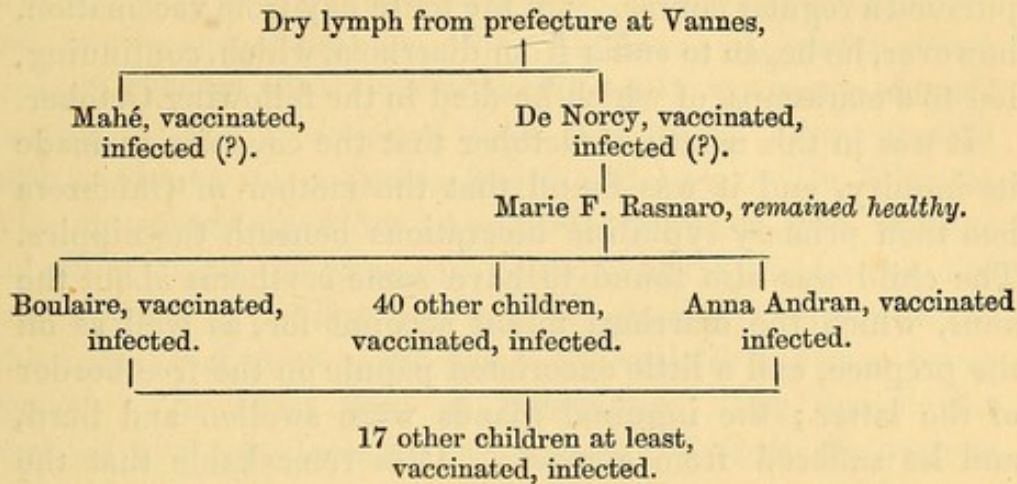 Dry lymph from prefecture at Vannes,
Mahé, vaccinated,
infected (?).
De Norcy, vaccinated,
infected (?).
Marie F. Rasnaro, remained healthy.
Boulaire, vaccinated,
infected.
40 other children,
vaccinated, infected.
Anna Andran, vaccinated
infected.
17 other children at least,
vaccinated, infected.